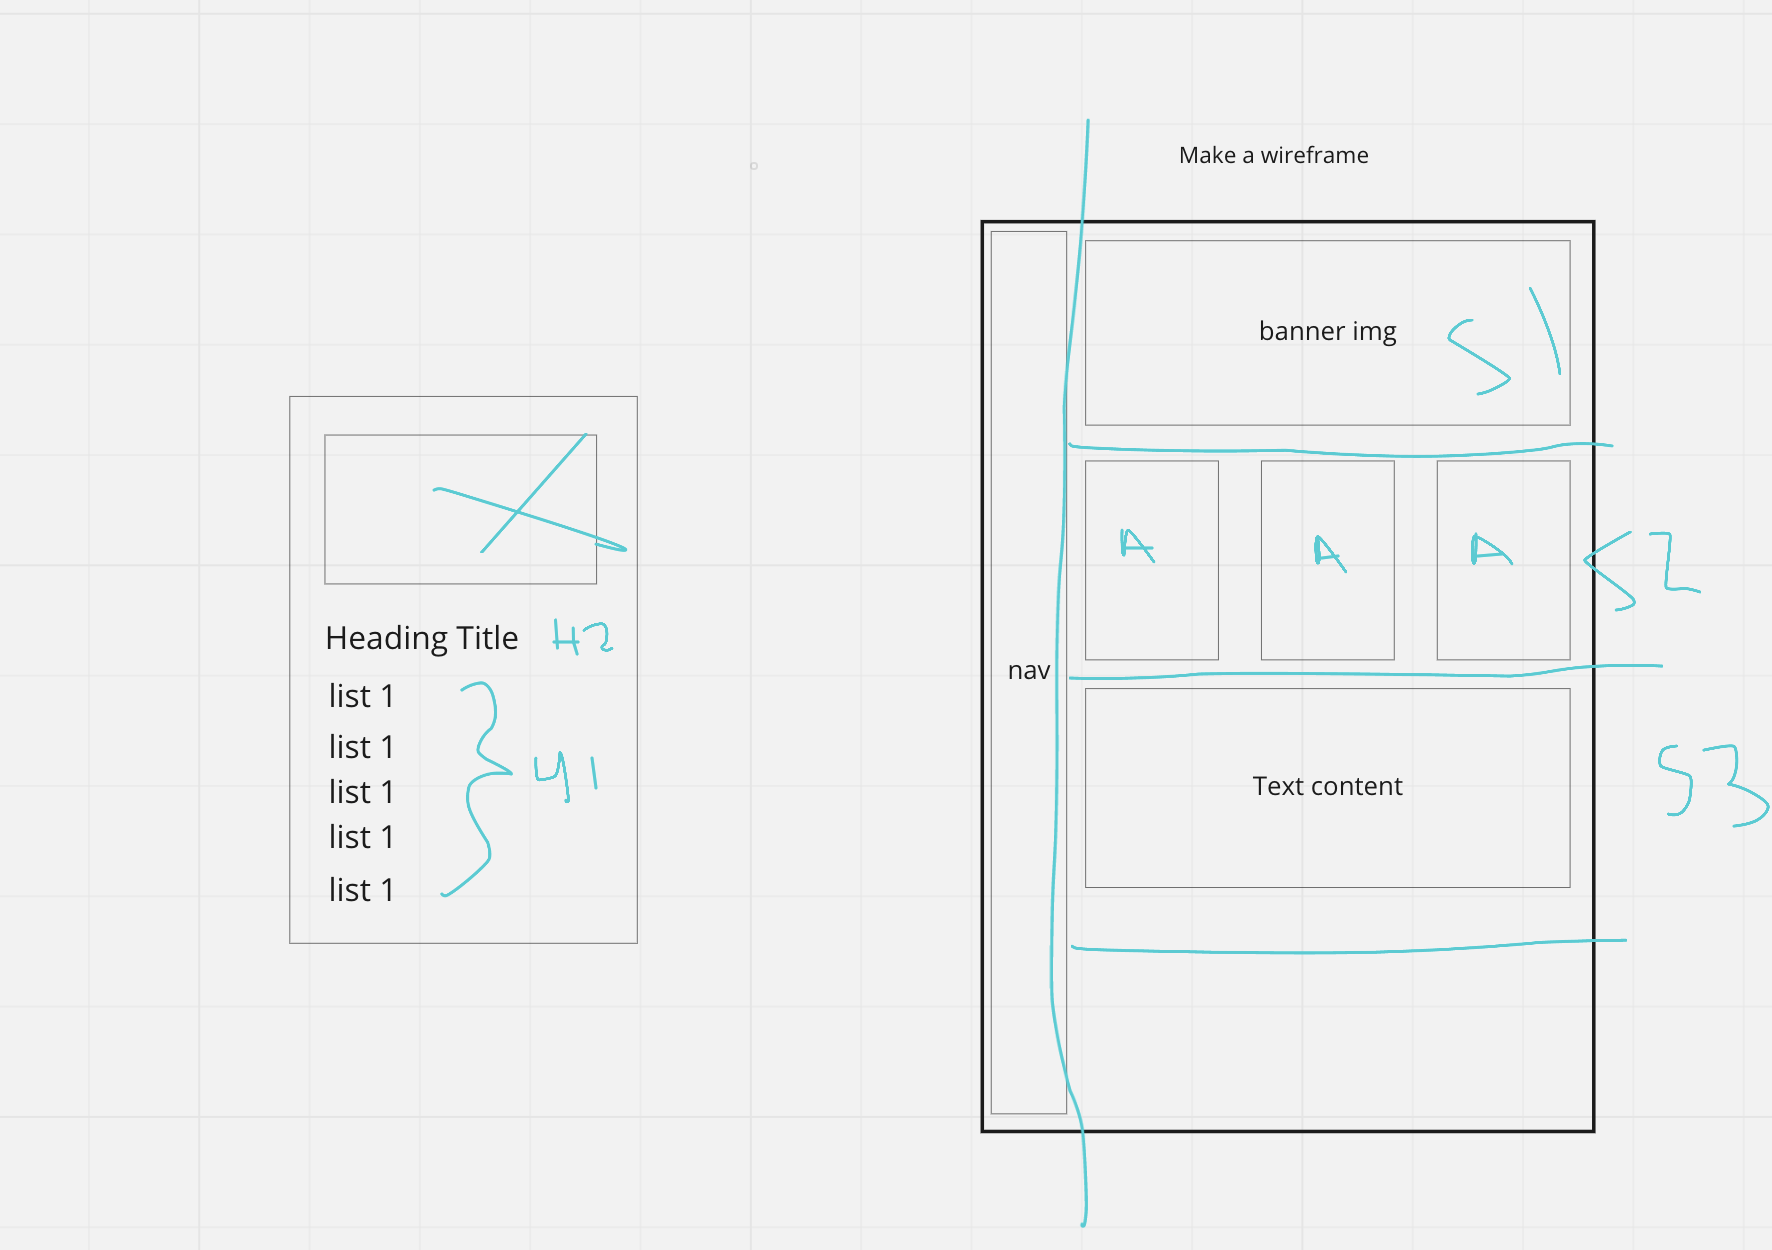 Make a wireframe
banner img
S1
A A A
S2
nav
Text content
S3
Heading Title H2
list 1
list 1
list 1
list 1
list 1